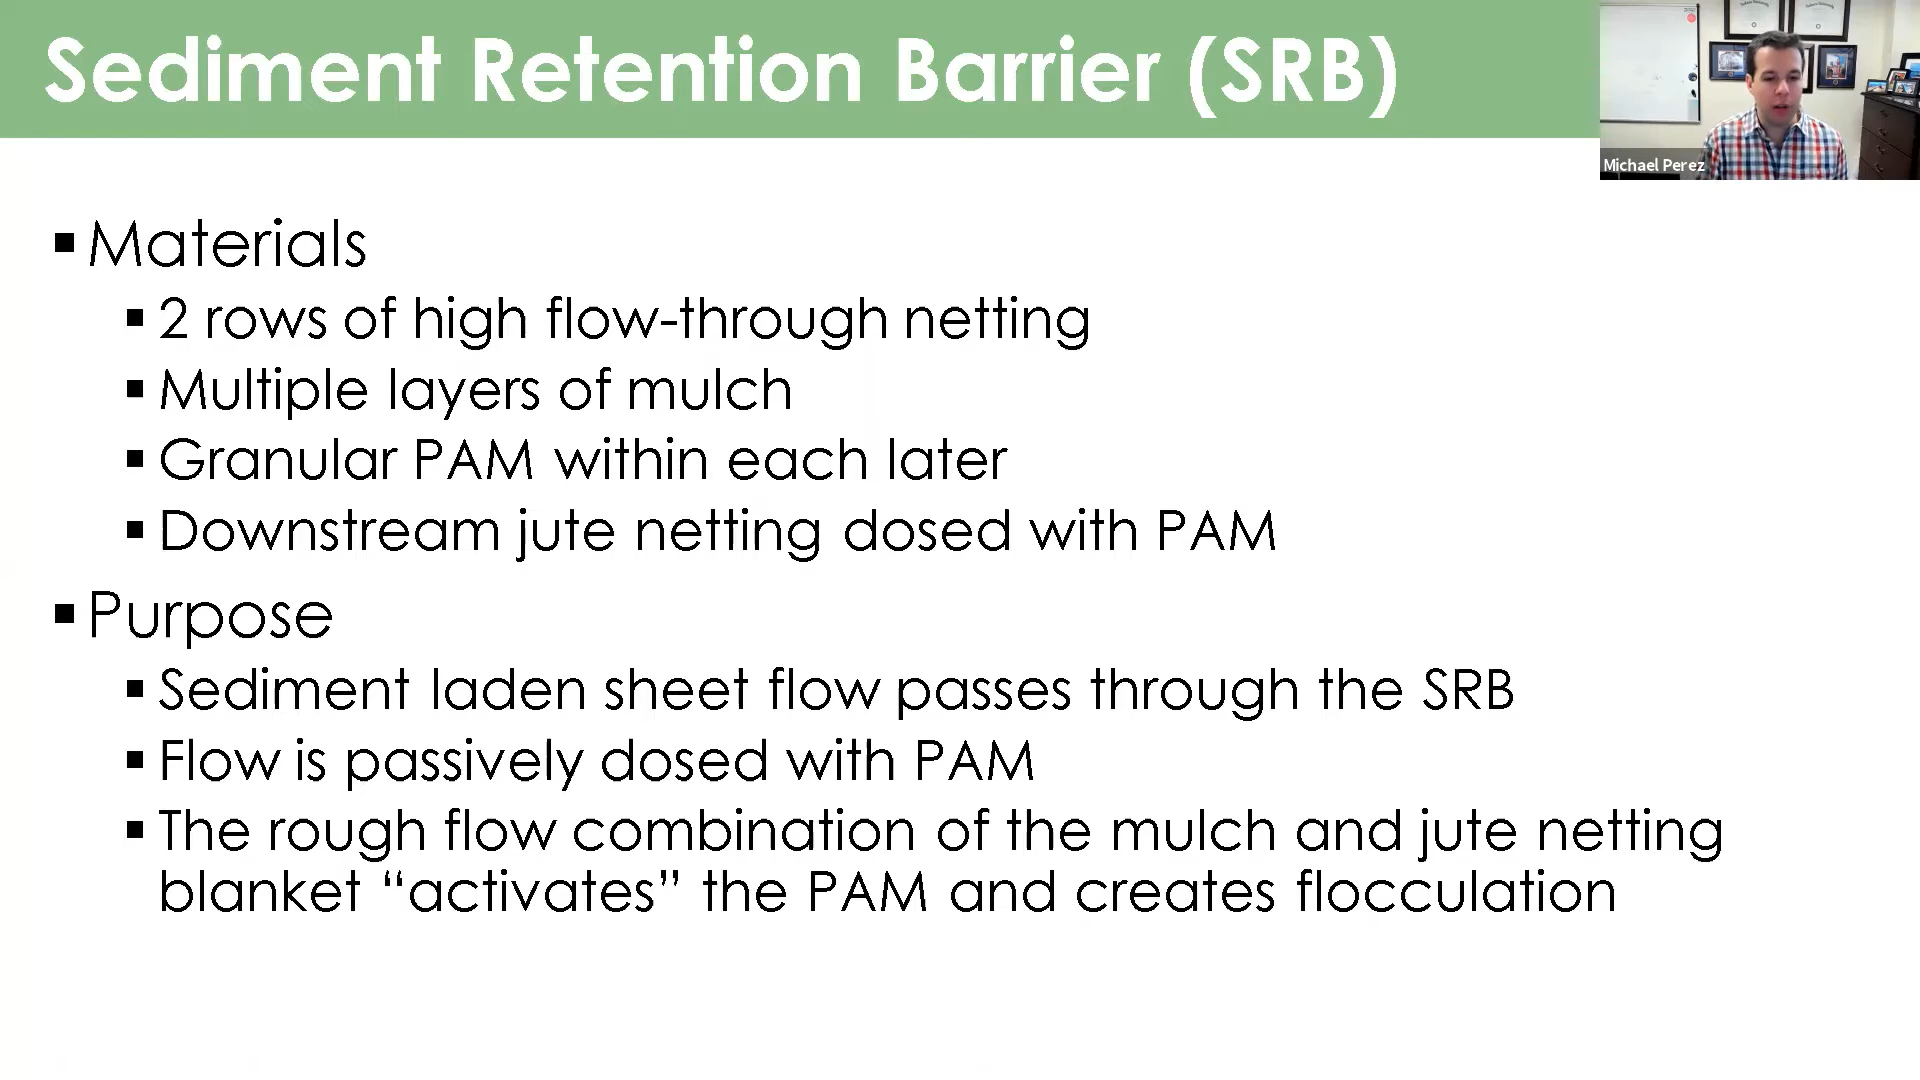 Sediment Retention Barrier (SRB)
Michael Perez
▪ Materials
▪ 2 rows of high flow-through netting
▪ Multiple layers of mulch
▪ Granular PAM within each later
▪ Downstream jute netting dosed with PAM
▪ Purpose
▪ Sediment laden sheet flow passes through the SRB
▪ Flow is passively dosed with PAM
▪ The rough flow combination of the mulch and jute netting
blanket “activates” the PAM and creates flocculation